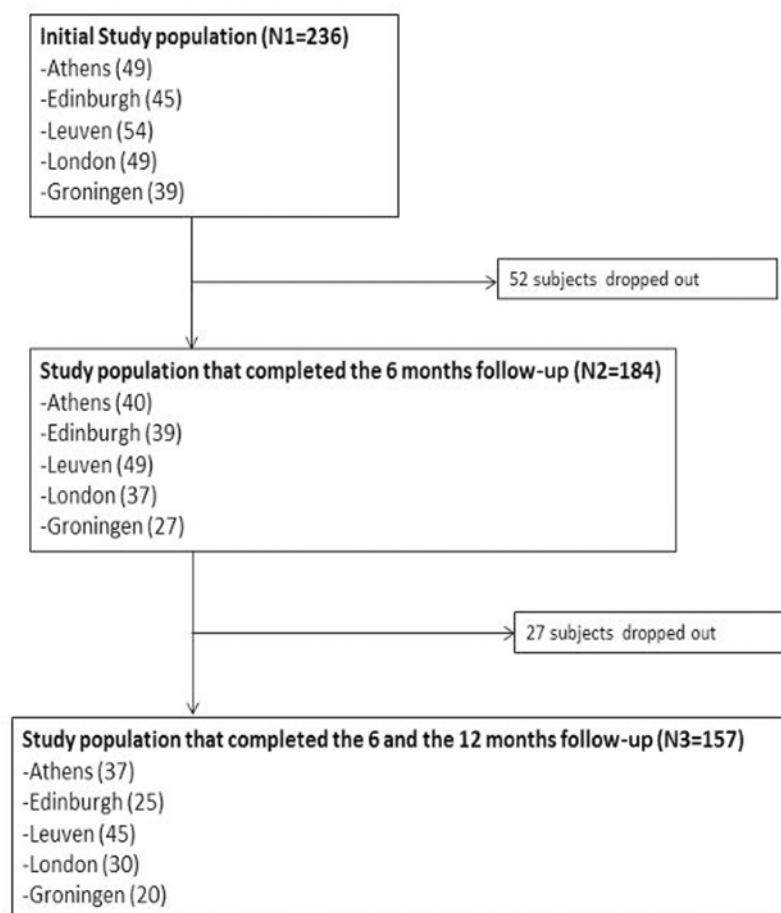 Initial Study population (N1=236)
-Athens (49)
-Edinburgh (45)
-Leuven (54)
-London (49)
-Groningen (39)
52 subjects dropped out
Study population that completed the 6 months follow-up (N2=184)
-Athens (40)
-Edinburgh (39)
-Leuven (49)
-London (37)
-Groningen (27)
27 subjects dropped out
Study population that completed the 6 and the 12 months follow-up (N3=157)
-Athens (37)
-Edinburgh (25)
-Leuven (45)
-London (30)
-Groningen (20)